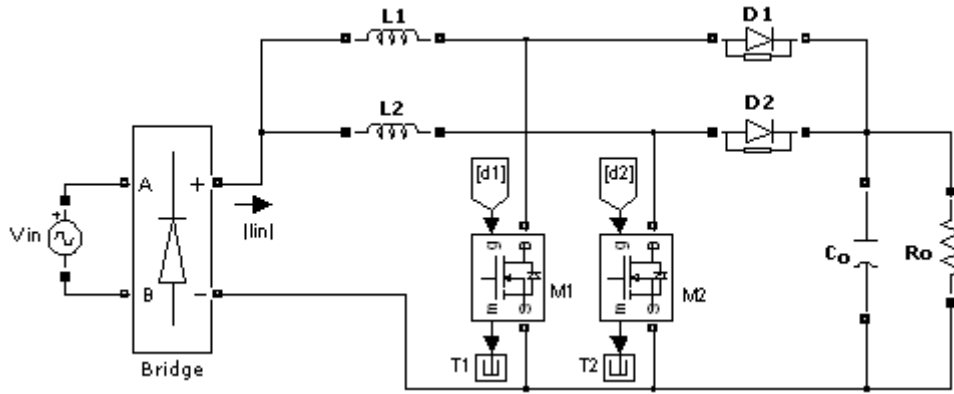 L1
D1
L2
D2
[d1]
[d2]
A
+
Vin
+
|Iin|
g
D
g
D
Co
Ro
B
–
m
s
M1
m
s
M2
T1
T2
Bridge